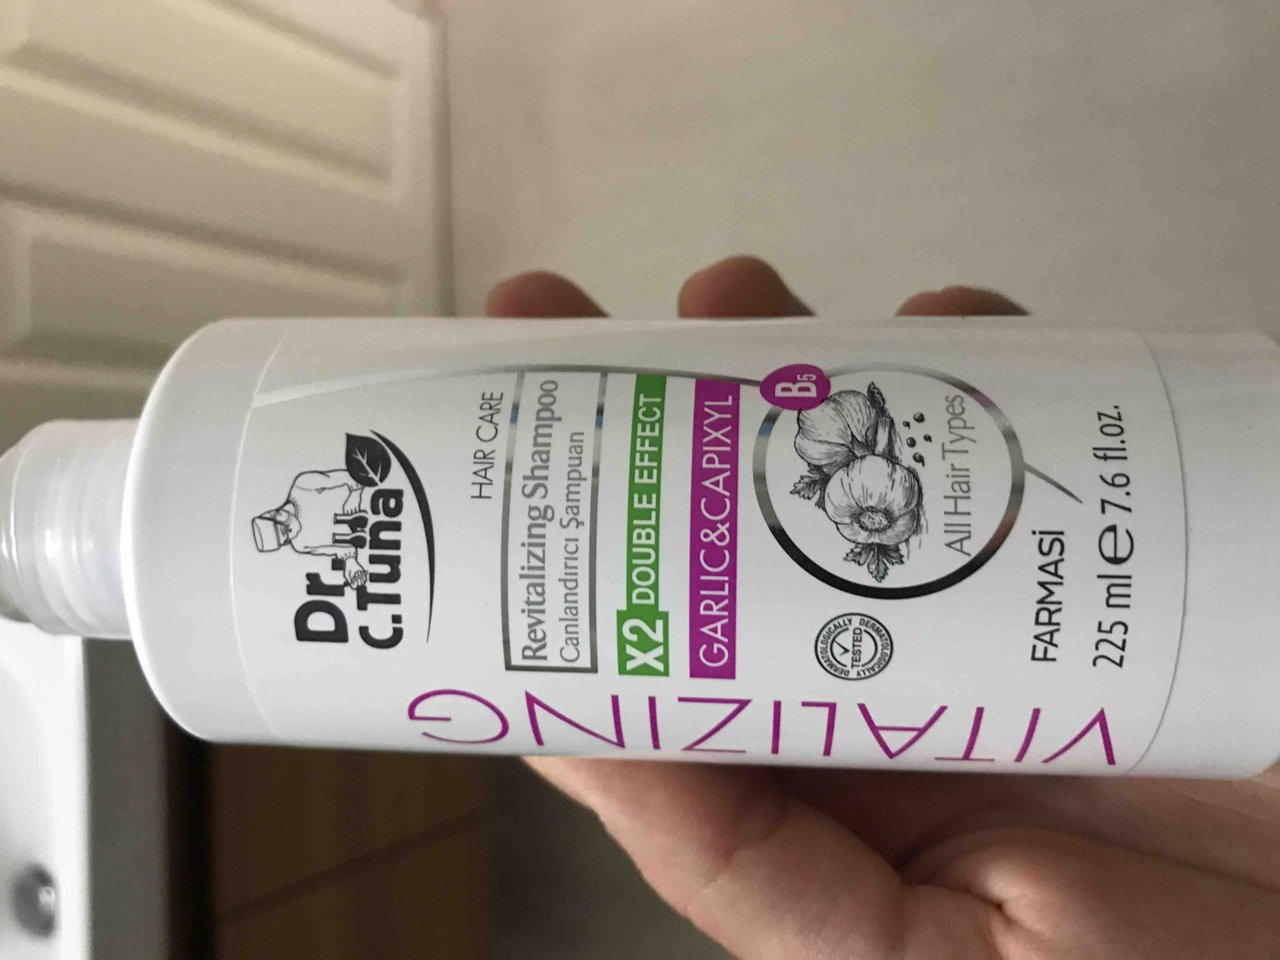 Dr.
C.Tuna
HAIR CARE
Revitalizing Shampoo
Canlandırıcı Şampuan
X2 DOUBLE EFFECT
GARLIC&CAPIXYL
B5
All Hair Types
DERMATOLOGICALLY
TESTED
DERMATOLOGICALLY
FARMASİ
225 ml e 7.6 fl.oz.
VITALIZING